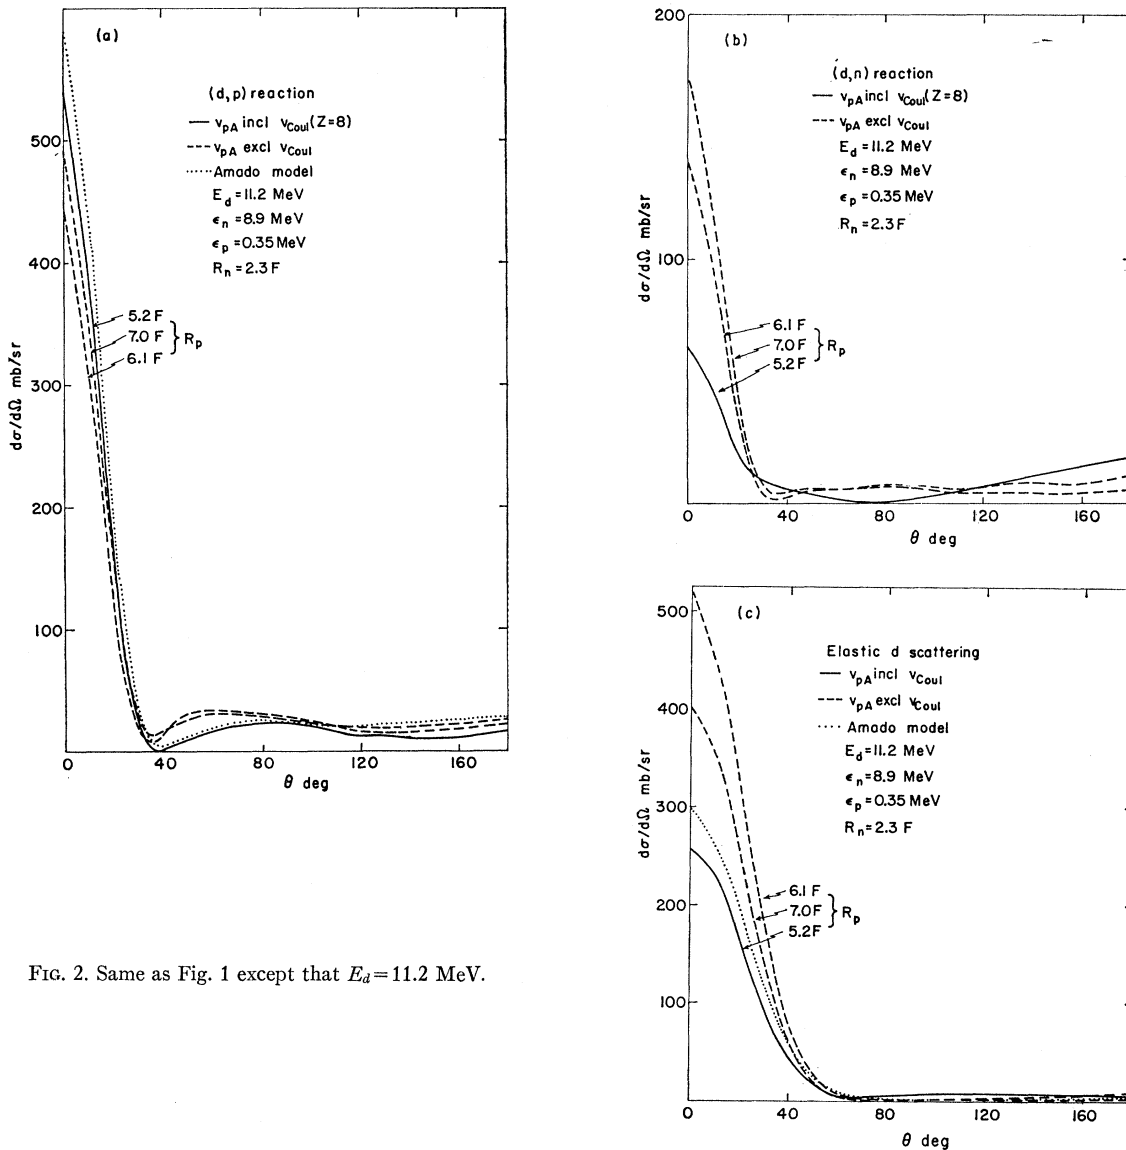 (a)
(d,p) reaction
v_pA incl v_Coul (Z=8)
v_pA excl v_Coul
Amado model
E_d =11.2 MeV
ϵ_n =8.9 MeV
ϵ_p =0.35 MeV
R_n =2.3 F
500
400
300
200
100
5.2 F
7.0 F } R_p
6.1 F
dσ/dΩ mb/sr
0 40 80 120 160
θ deg
(b)
(d,n) reaction
v_pA incl v_Coul (Z=8)
v_pA excl v_Coul
E_d =11.2 MeV
ϵ_n =8.9 MeV
ϵ_p =0.35 MeV
R_n =2.3 F
200
100
6.1 F
7.0 F } R_p
5.2 F
dσ/dΩ mb/sr
0 40 80 120 160
θ deg
(c)
Elastic d scattering
v_pA incl v_Coul
v_pA excl v_Coul
Amado model
E_d =11.2 MeV
ϵ_n =8.9 MeV
ϵ_p =0.35 MeV
R_n =2.3 F
500
400
300
200
100
6.1 F
7.0 F } R_p
5.2 F
dσ/dΩ mb/sr
0 40 80 120 160
θ deg
FIG. 2. Same as Fig. 1 except that E_d=11.2 MeV.